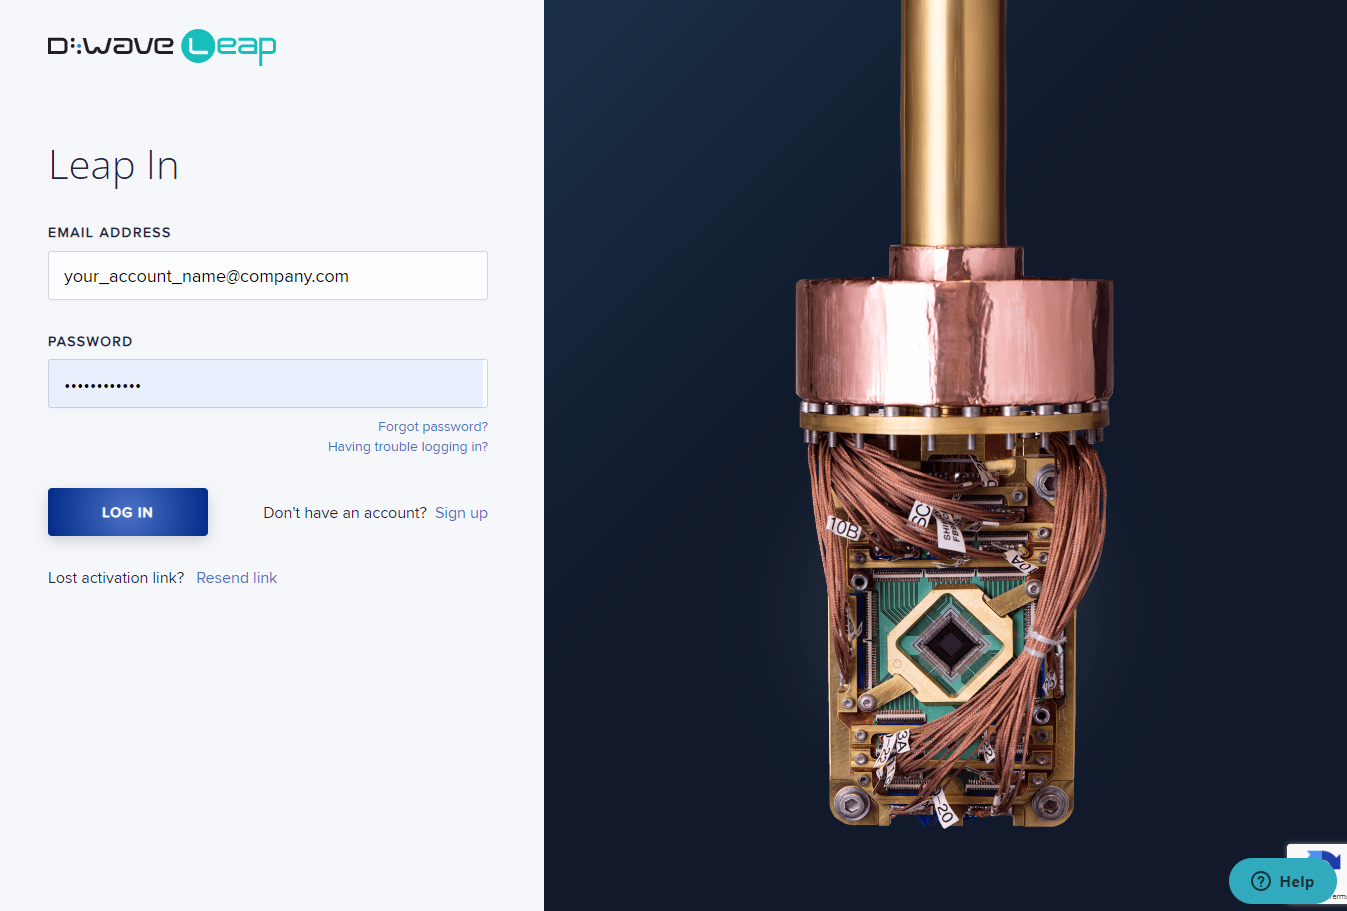 D:wave Leap
Leap In
EMAIL ADDRESS
your_account_name@company.com
PASSWORD
••••••••••••
Forgot password?
Having trouble logging in?
LOG IN
Don't have an account? Sign up
Lost activation link? Resend link
10B
SC
3A
-20
Help